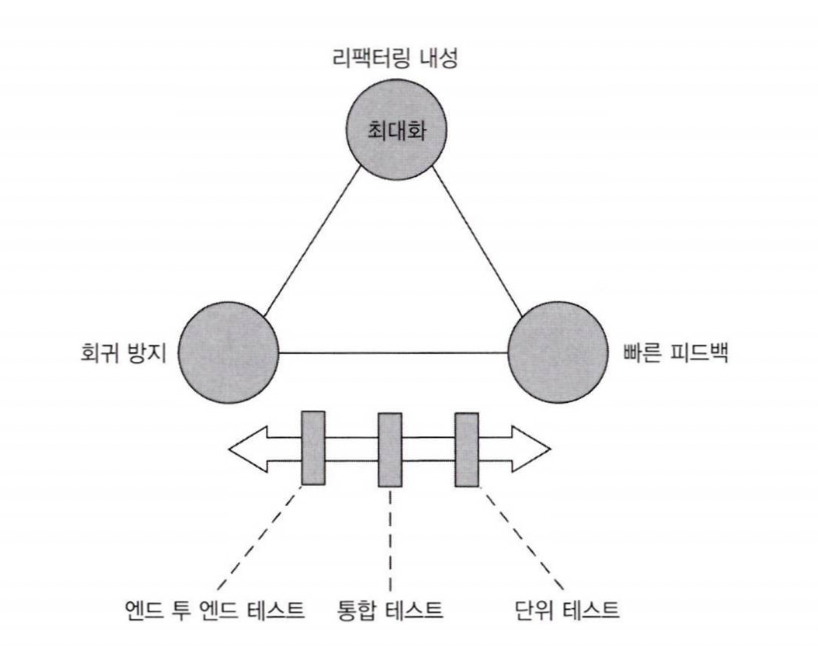 리팩터링 내성
최대화
회귀 방지
빠른 피드백
엔드 투 엔드 테스트
통합 테스트
단위 테스트